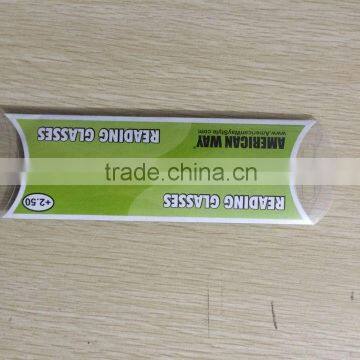 READING GLASSES
+2.50
AMERICAN WAY
www.AmericanWayStyle.com
READING GLASSES
trade.china.cn